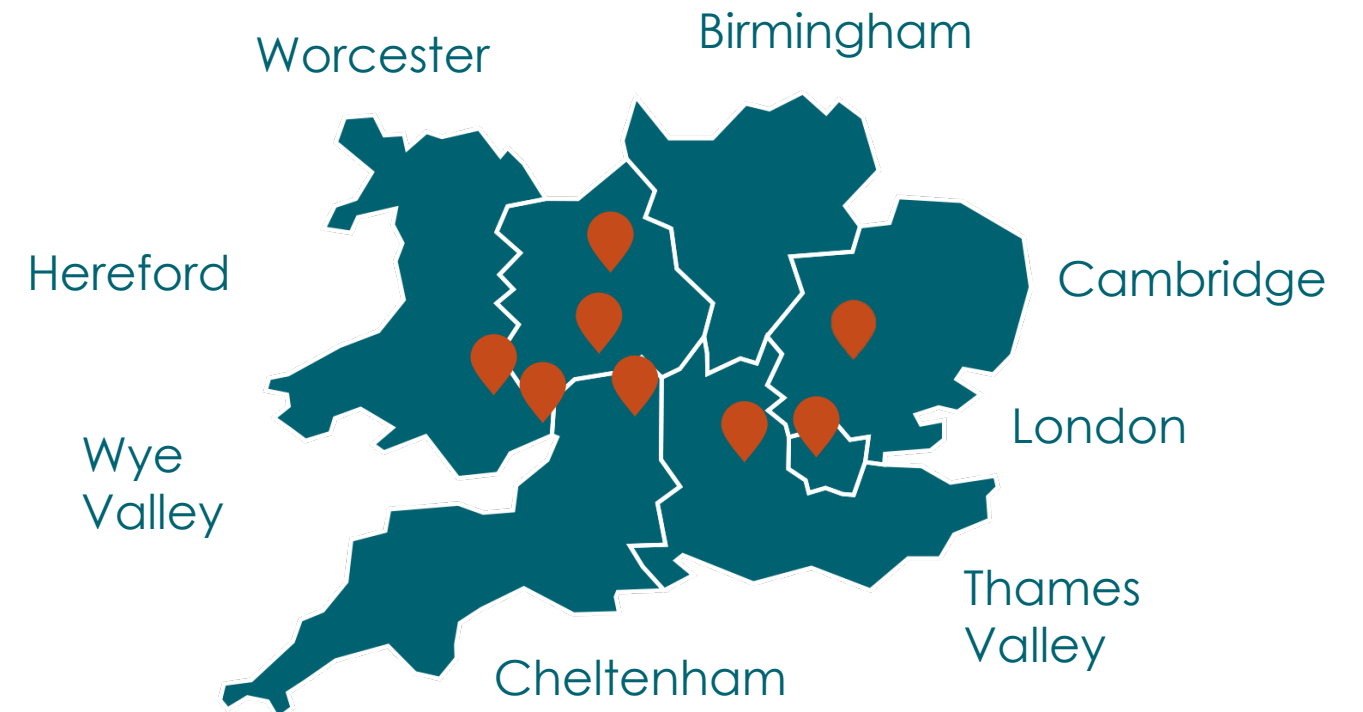 Birmingham
Worcester
Hereford
Cambridge
London
Wye
Valley
Thames
Valley
Cheltenham